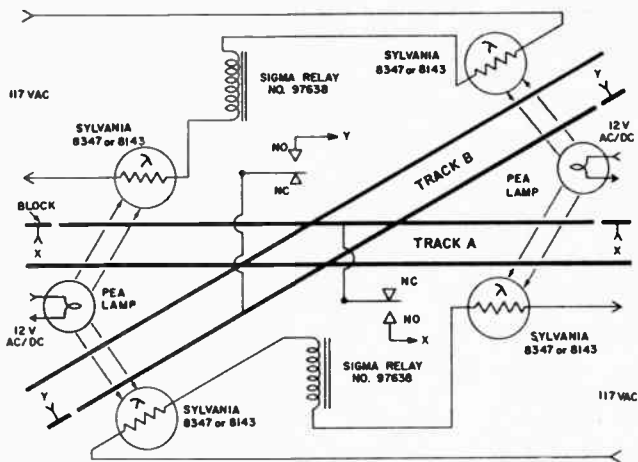 SYLVANIA
8347 or 8143
λ
SIGMA RELAY
NO. 97638
117 VAC
Y
SYLVANIA
8347 or 8143
λ
NO
Y
NC
12 V
AC/DC
PEA
LAMP
TRACK B
BLOCK
X
TRACK A
X
PEA
LAMP
12 V
AC/DC
NC
NO
X
λ
SYLVANIA
8347 or 8143
SIGMA RELAY
NO. 97638
Y
λ
SYLVANIA
8347 or 8143
117 VAC